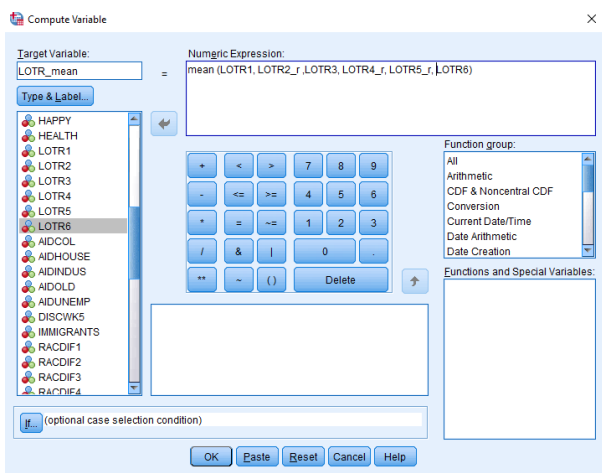 Compute Variable
Target Variable:
LOTR_mean
=
Numeric Expression:
mean (LOTR1, LOTR2_r ,LOTR3, LOTR4_r, LOTR5_r, LOTR6)
Type & Label...
HAPPY
HEALTH
LOTR1
LOTR2
LOTR3
LOTR4
LOTR5
LOTR6
AIDCOL
AIDHOUSE
AIDINDUS
AIDOLD
AIDUNEMP
DISCWK5
IMMIGRANTS
RACDIF1
RACDIF2
RACDIF3
RACDIF4
+ < > 7 8 9
- <= >= 4 5 6
* = ~= 1 2 3
/ & | 0 .
** ~ ( ) Delete
Function group:
All
Arithmetic
CDF & Noncentral CDF
Conversion
Current Date/Time
Date Arithmetic
Date Creation
Functions and Special Variables:
If... (optional case selection condition)
OK Paste Reset Cancel Help